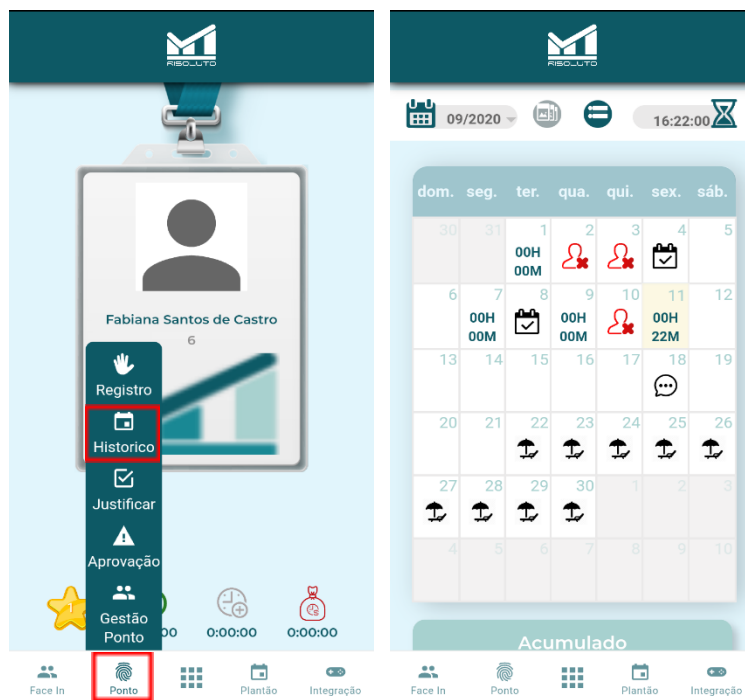 RISOLUTO
Fabiana Santos de Castro
6
Registro
Historico
Justificar
Aprovação
Gestão
Ponto
1
00
0:00:00
0:00:00
Face In
Ponto
Plantão
Integração
RISOLUTO
09/2020
16:22:00
dom. seg. ter. qua. qui. sex. sáb.
30 31 1 2 3 4 5
00H
00M
6 7 8 9 10 11 12
00H 00H 00H
00M 00M 22M
13 14 15 16 17 18 19
20 21 22 23 24 25 26
27 28 29 30 1 2 3
4 5 6 7 8 9 10
Acumulado
Face In
Ponto
Plantão
Integração